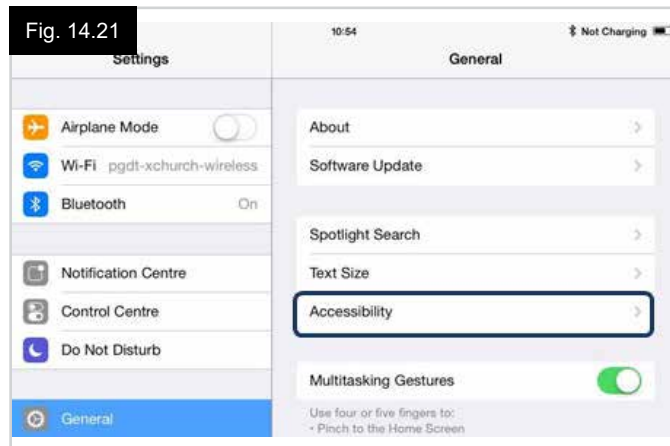 Fig. 14.21
10:54
Not Charging
Settings
General
Airplane Mode
Wi-Fi pgdt-xchurch-wireless
Bluetooth On
Notification Centre
Control Centre
Do Not Disturb
General
About
Software Update
Spotlight Search
Text Size
Accessibility
Multitasking Gestures
Use four or five fingers to:
• Pinch to the Home Screen